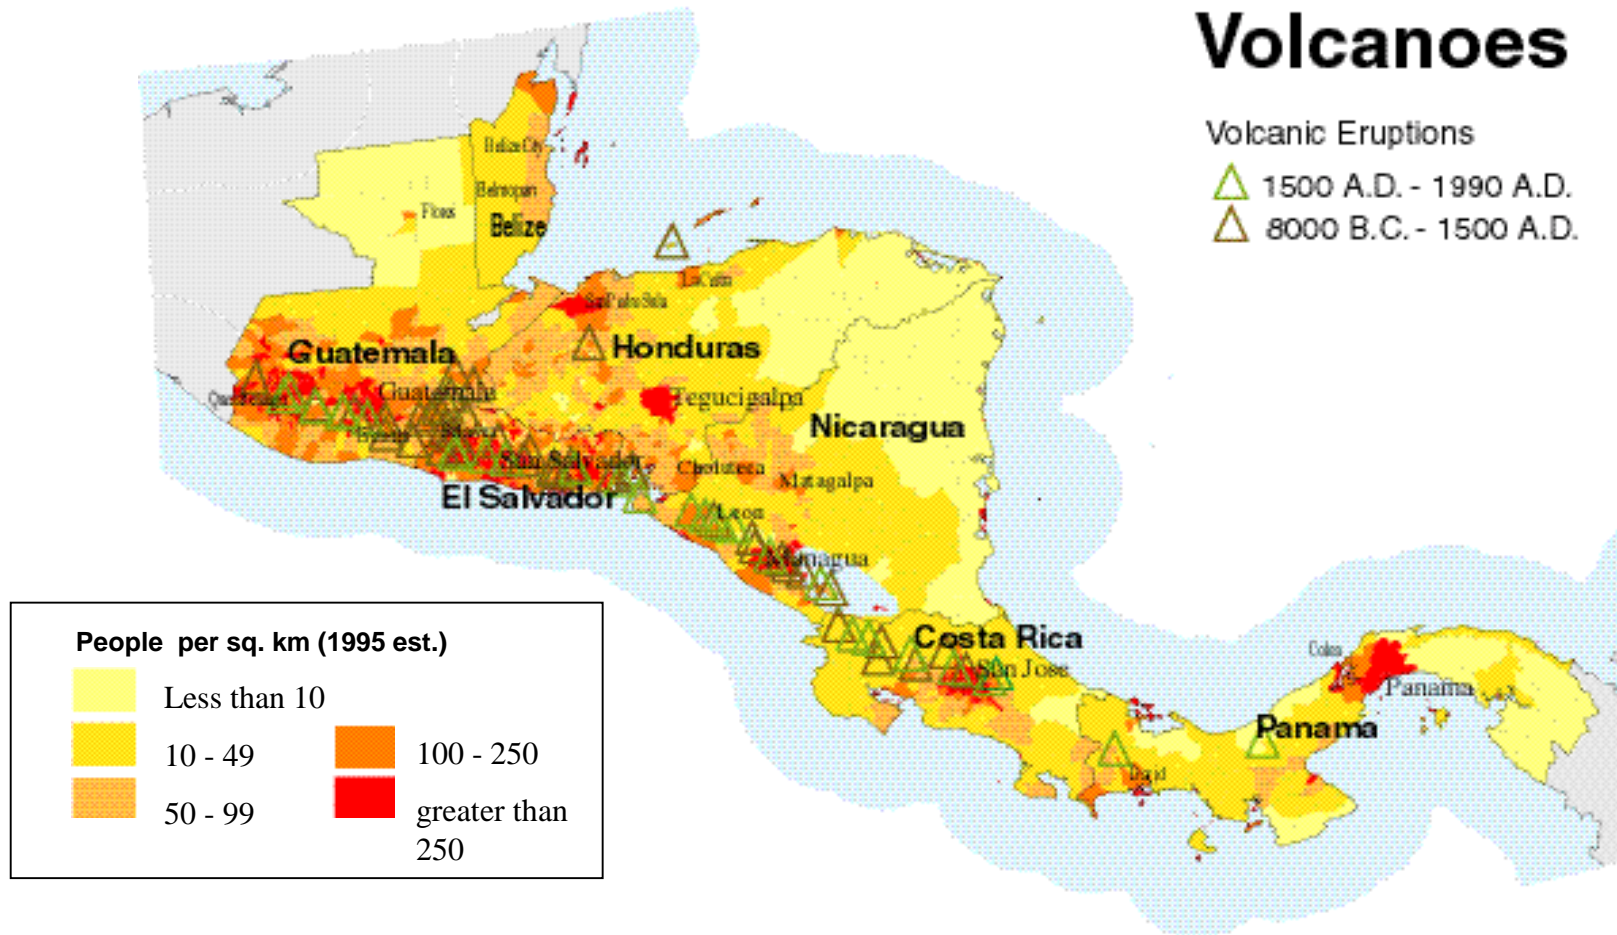 Volcanoes
Volcanic Eruptions
1500 A.D. - 1990 A.D.
8000 B.C. - 1500 A.D.
Belize City
Belmopan
Flores
Belize
La Ceiba
San Pedro Sula
Guatemala
Honduras
Guatemala
Tegucigalpa
Nicaragua
San Salvador
Choluteca
Matagalpa
El Salvador
Leon
Managua
Costa Rica
San Jose
Colon
Panama
Panama
David
People per sq. km (1995 est.)
Less than 10
10 - 49
100 - 250
50 - 99
greater than
250